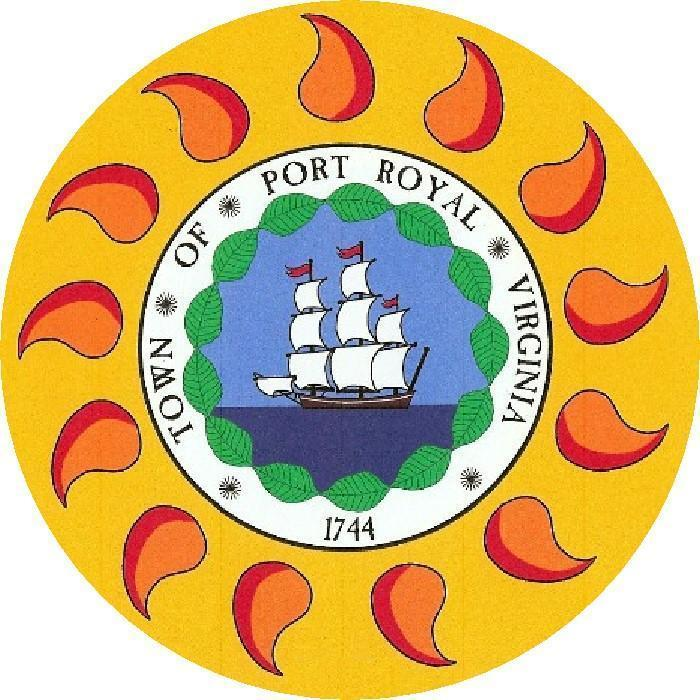 TOWN OF PORT ROYAL VIRGINIA
1744